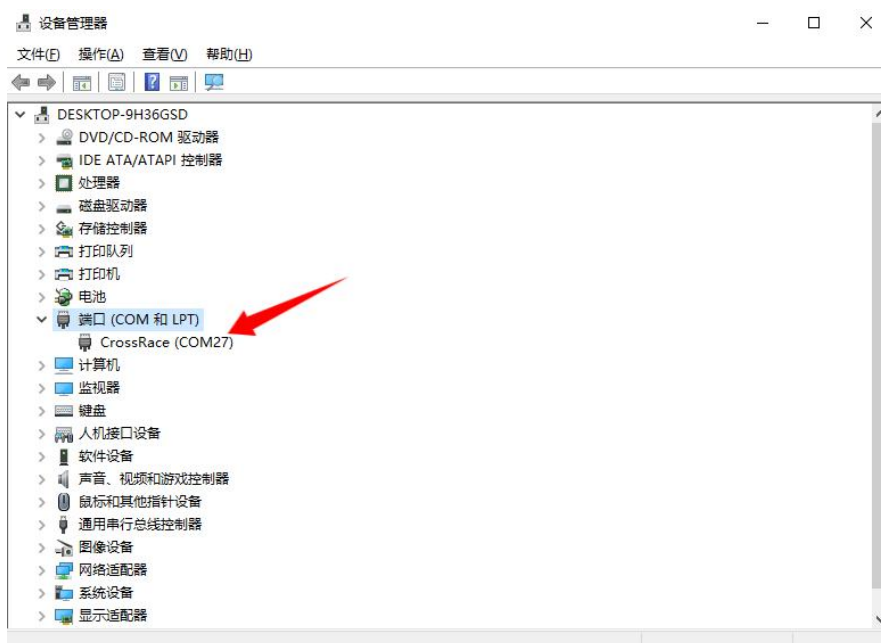 设备管理器
文件(F) 操作(A) 查看(V) 帮助(H)
DESKTOP-9H36GSD
DVD/CD-ROM 驱动器
IDE ATA/ATAPI 控制器
处理器
磁盘驱动器
存储控制器
打印队列
打印机
电池
端口 (COM 和 LPT)
CrossRace (COM27)
计算机
监视器
键盘
人机接口设备
软件设备
声音、视频和游戏控制器
鼠标和其他指针设备
通用串行总线控制器
图像设备
网络适配器
系统设备
显示适配器